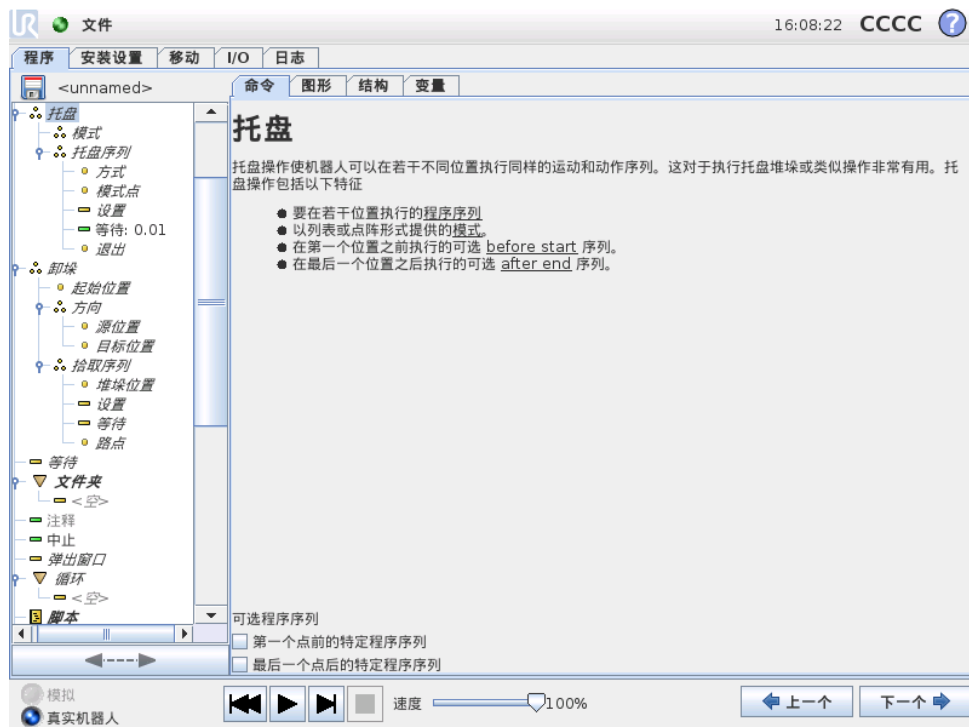 UR 文件 16:08:22 CCCC ?
程序 安装设置 移动 I/O 日志
<unnamed>
命令 图形 结构 变量
托盘
模式
托盘序列
方式
模式点
设置
等待: 0.01
退出
卸垛
起始位置
方向
源位置
目标位置
拾取序列
堆垛位置
设置
等待
路点
等待
文件夹
<空>
注释
中止
弹出窗口
循环
<空>
脚本
托盘
托盘操作使机器人可以在若干不同位置执行同样的运动和动作序列。这对于执行托盘堆垛或类似操作非常有用。托
盘操作包括以下特征
● 要在若干位置执行的程序序列
● 以列表或点阵形式提供的模式。
● 在第一个位置之前执行的可选 before start 序列。
● 在最后一个位置之后执行的可选 after end 序列。
可选程序序列
第一个点前的特定程序序列
最后一个点后的特定程序序列
模拟
真实机器人
速度 100%
上一个 下一个